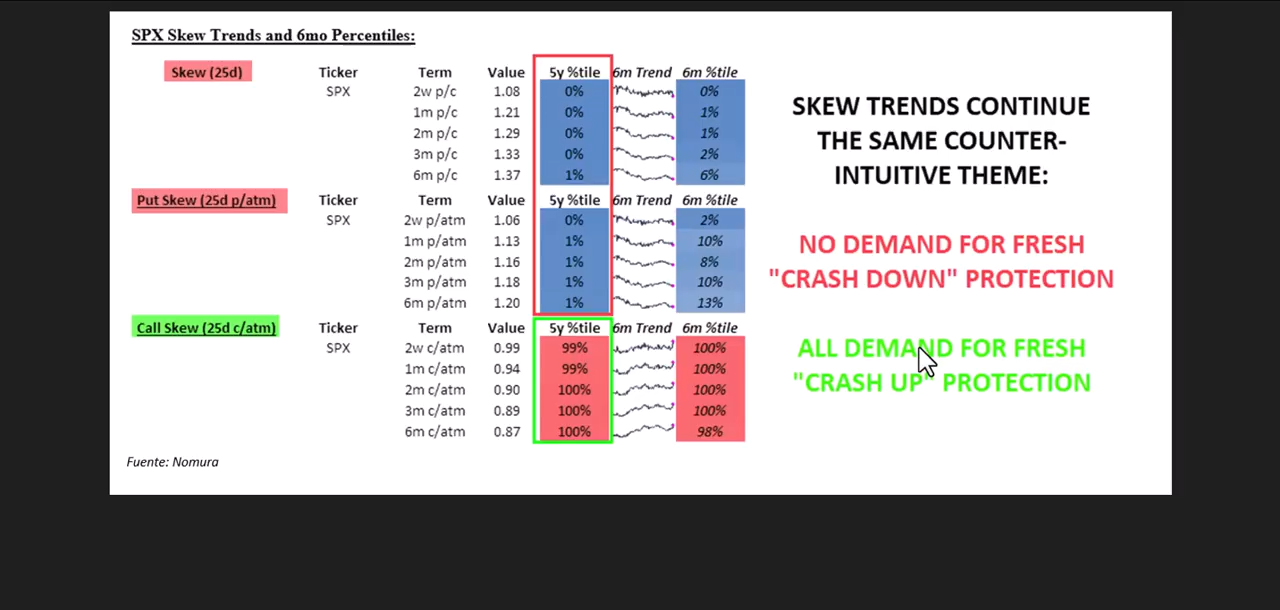 SPX Skew Trends and 6mo Percentiles:
Skew (25d) Ticker Term Value 5y %tile 6m Trend 6m %tile
SPX 2w p/c 1.08 0% 0%
1m p/c 1.21 0% 1%
2m p/c 1.29 0% 1%
3m p/c 1.33 0% 2%
6m p/c 1.37 1% 6%
Put Skew (25d p/atm) Ticker Term Value 5y %tile 6m Trend 6m %tile
SPX 2w p/atm 1.06 0% 2%
1m p/atm 1.13 1% 10%
2m p/atm 1.16 1% 8%
3m p/atm 1.18 1% 10%
6m p/atm 1.20 1% 13%
Call Skew (25d c/atm) Ticker Term Value 5y %tile 6m Trend 6m %tile
SPX 2w c/atm 0.99 99% 100%
1m c/atm 0.94 99% 100%
2m c/atm 0.90 100% 100%
3m c/atm 0.89 100% 100%
6m c/atm 0.87 100% 98%
Fuente: Nomura
SKEW TRENDS CONTINUE
THE SAME COUNTER-
INTUITIVE THEME:
NO DEMAND FOR FRESH
"CRASH DOWN" PROTECTION
ALL DEMAND FOR FRESH
"CRASH UP" PROTECTION